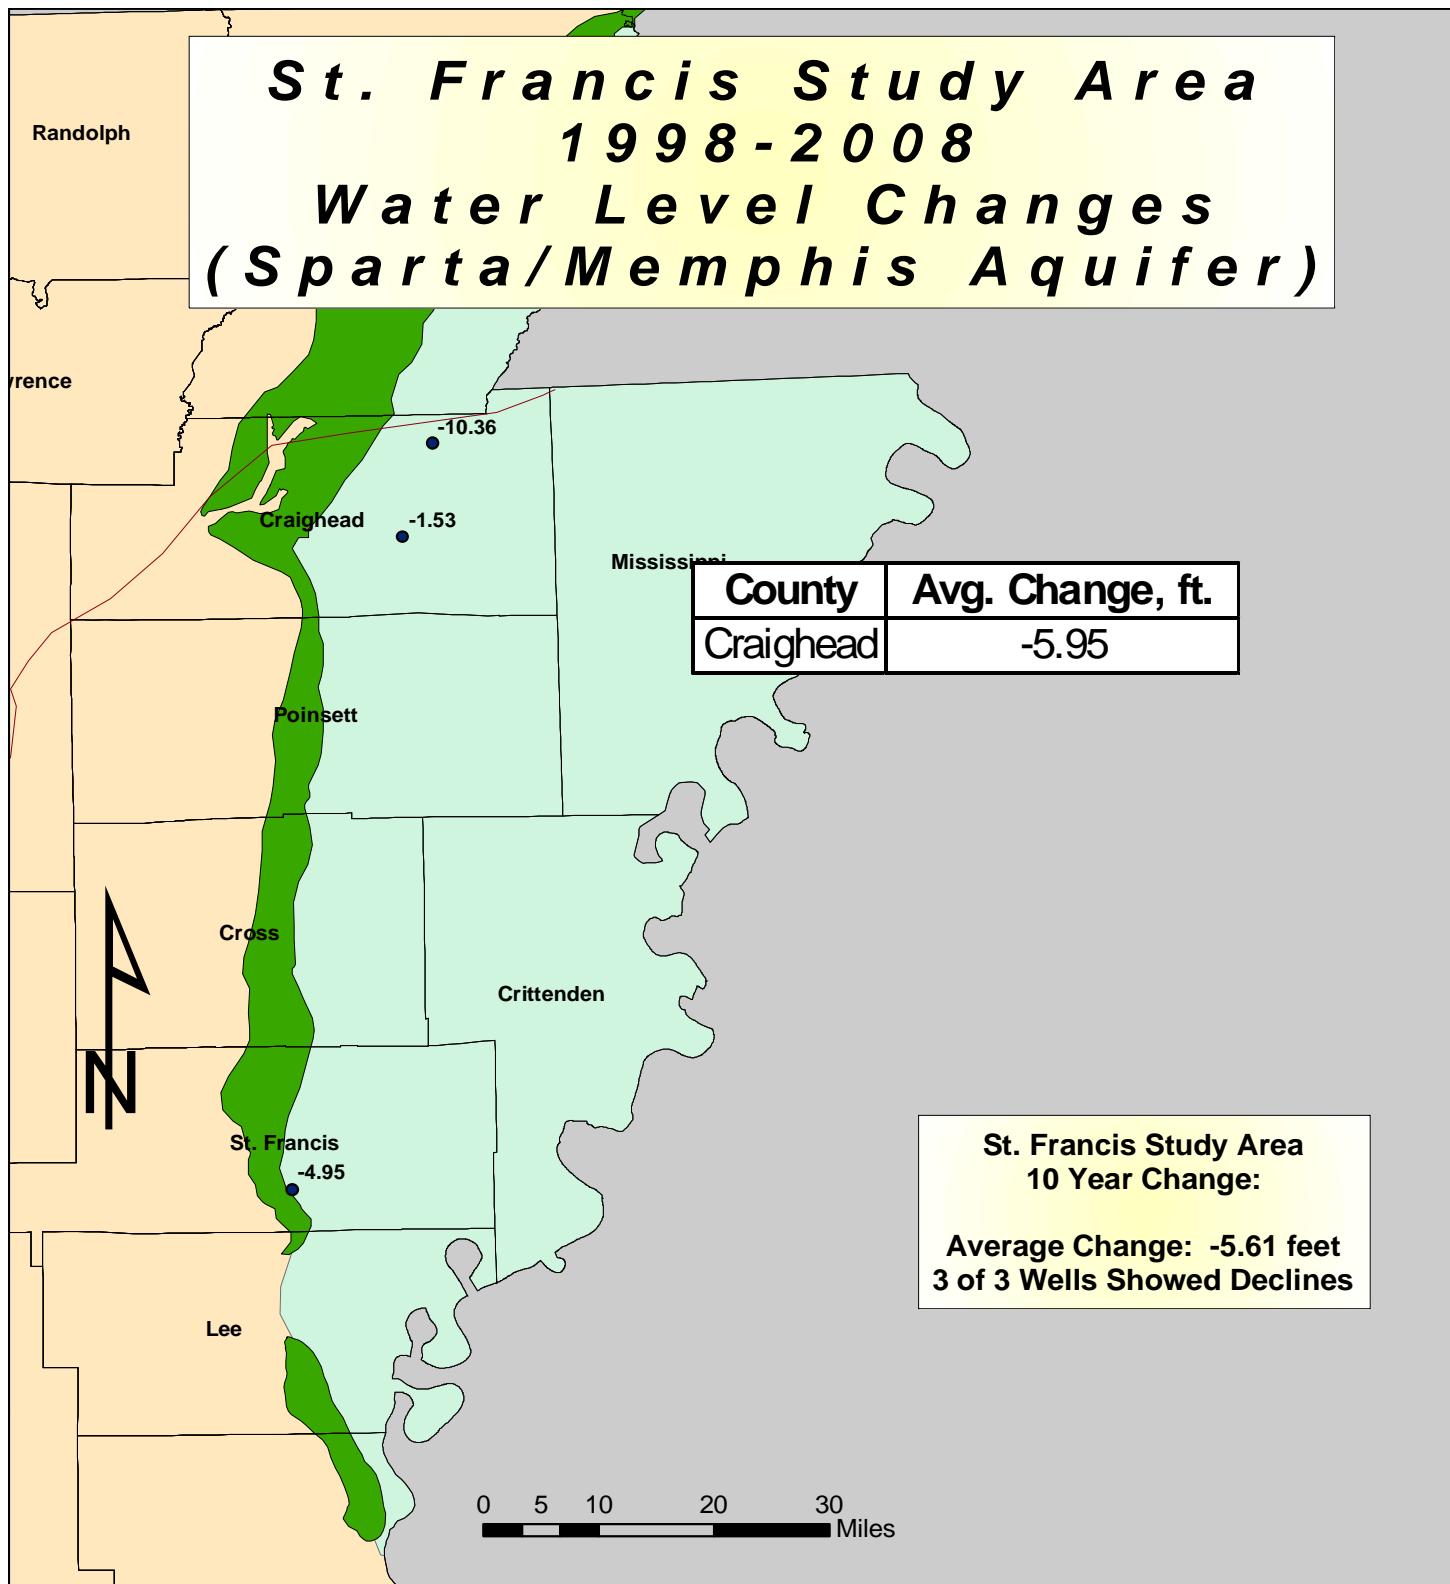 St. Francis Study Area
1998-2008
Water Level Changes
(Sparta/Memphis Aquifer)
Randolph
wrence
-10.36
-1.53
Craighead
Mississippi
County Avg. Change, ft.
Craighead -5.95
Poinsett
Cross
Crittenden
N
St. Francis
-4.95
St. Francis Study Area
10 Year Change:
Average Change: -5.61 feet
3 of 3 Wells Showed Declines
Lee
0 5 10 20 30
Miles